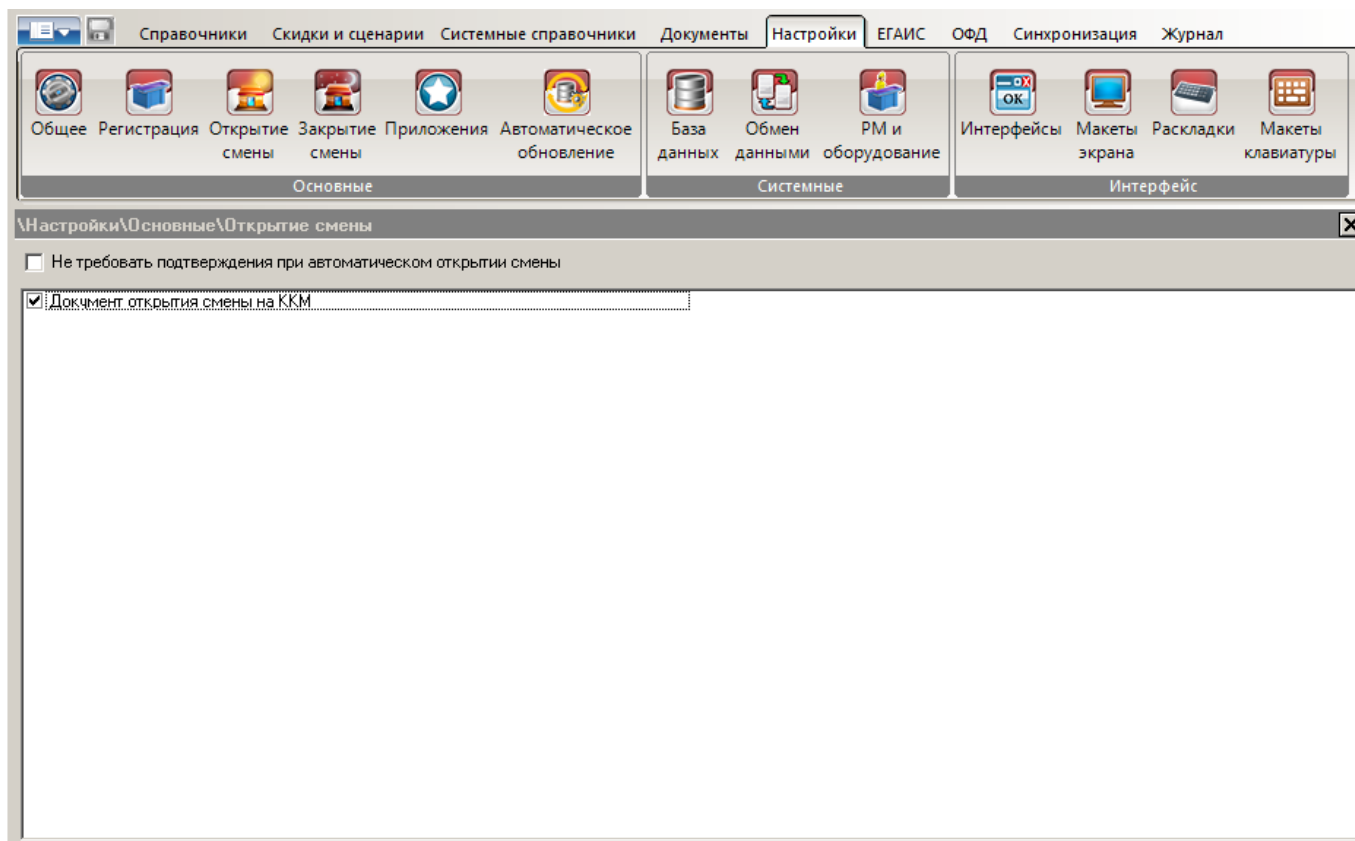 Справочники Скидки и сценарии Системные справочники Документы Настройки ЕГАИС ОФД Синхронизация Журнал
Общее Регистрация Открытие смены Закрытие смены Приложения Автоматическое обновление База данных Обмен данными РМ и оборудование Интерфейсы Макеты экрана Раскладки Макеты клавиатуры
Основные Системные Интерфейс
\Настройки\Основные\Открытие смены
Не требовать подтверждения при автоматическом открытии смены
Документ открытия смены на ККМ